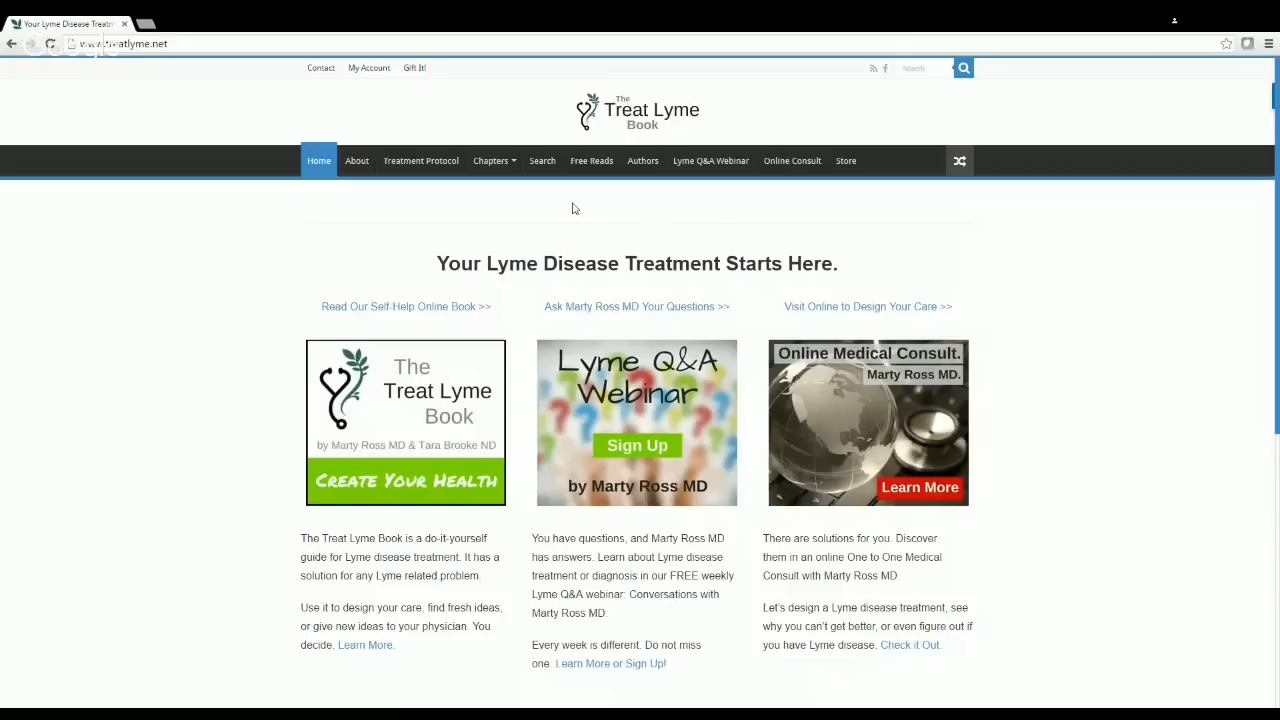 Your Lyme Disease Treatm
www.treatlyme.net
Google
Contact My Account Gift It!
Search
The
Treat Lyme
Book
Home About Treatment Protocol Chapters Search Free Reads Authors Lyme Q&A Webinar Online Consult Store
Your Lyme Disease Treatment Starts Here.
Read Our Self-Help Online Book >>
The
Treat Lyme
Book
by Marty Ross MD & Tara Brooke ND
CREATE YOUR HEALTH
The Treat Lyme Book is a do-it-yourself
guide for Lyme disease treatment. It has a
solution for any Lyme related problem.
Use it to design your care, find fresh ideas,
or give new ideas to your physician. You
decide. Learn More.
Ask Marty Ross MD Your Questions >>
Lyme Q&A
Webinar
Sign Up
by Marty Ross MD
You have questions, and Marty Ross MD
has answers. Learn about Lyme disease
treatment or diagnosis in our FREE weekly
Lyme Q&A webinar: Conversations with
Marty Ross MD.
Every week is different. Do not miss
one. Learn More or Sign Up!
Visit Online to Design Your Care >>
Online Medical Consult.
Marty Ross MD.
Learn More
There are solutions for you. Discover
them in an online One to One Medical
Consult with Marty Ross MD.
Let's design a Lyme disease treatment, see
why you can't get better, or even figure out if
you have Lyme disease. Check it Out.